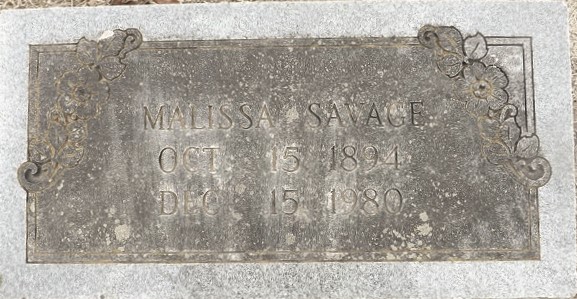 MALISSA SAVAGE
OCT. 15, 1894
DEC. 15, 1980